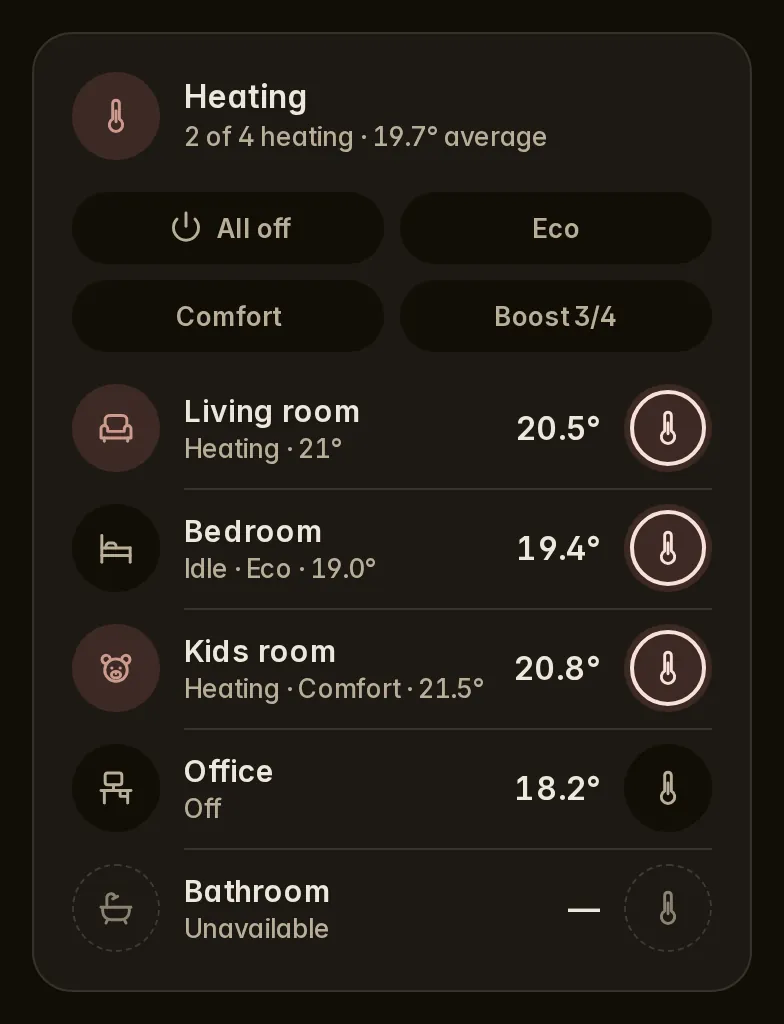 Heating
2 of 4 heating · 19.7° average
All off
Eco
Comfort
Boost 3/4
Living room
Heating · 21°
20.5°
Bedroom
Idle · Eco · 19.0°
19.4°
Kids room
Heating · Comfort · 21.5°
20.8°
Office
Off
18.2°
Bathroom
Unavailable
—